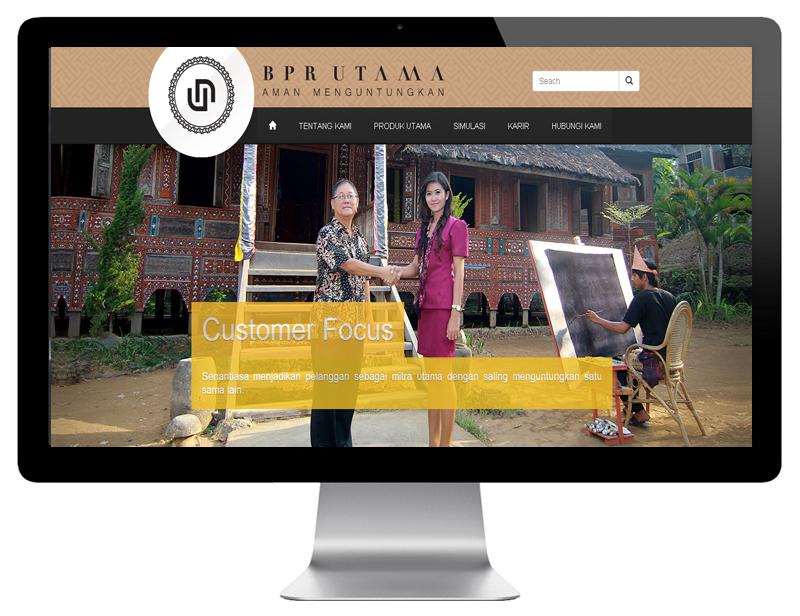 BPR UTAMA
AMAN MENGUNTUNGKAN
Seach
TENTANG KAMI PRODUK UTAMA SIMULASI KARIR HUBUNGI KAMI
Customer Focus
Senantiasa menjadikan pelanggan sebagai mitra utama dengan saling menguntungkan satu
sama lain.